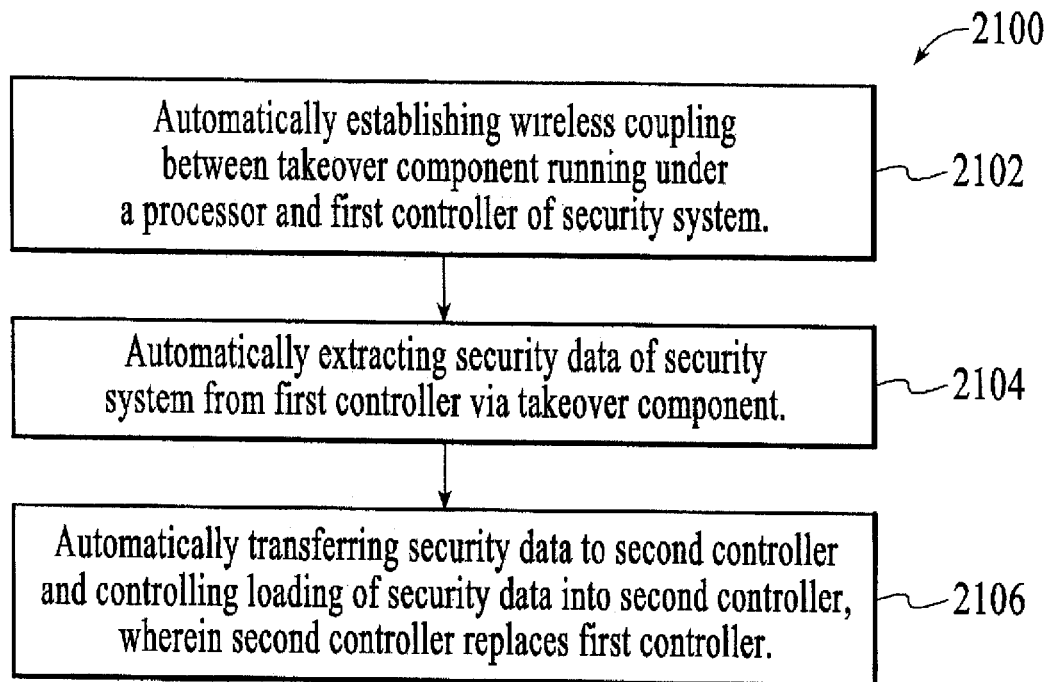 2100
Automatically establishing wireless coupling
between takeover component running under
a processor and first controller of security system.
2102
Automatically extracting security data of security
system from first controller via takeover component.
2104
Automatically transferring security data to second controller
and controlling loading of security data into second controller,
wherein second controller replaces first controller.
2106